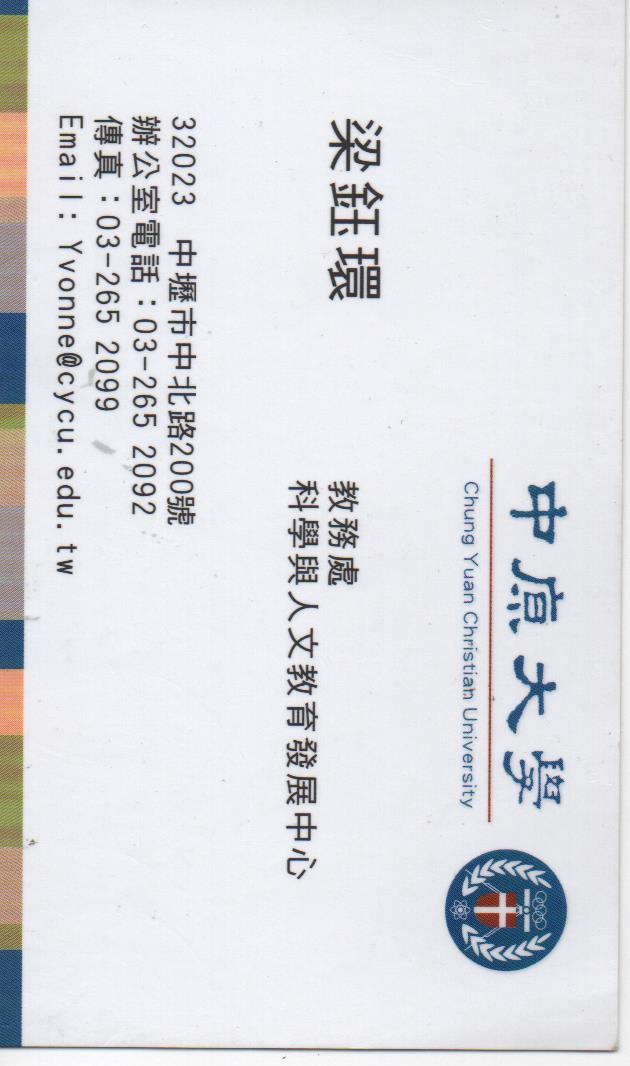 中原大學
Chung Yuan Christian University
教務處
科學與人文教育發展中心
梁鈺環
32023 中壢市中北路200號
辦公室電話：03-265 2092
傳真：03-265 2099
Email: Yvonne@cycu.edu.tw